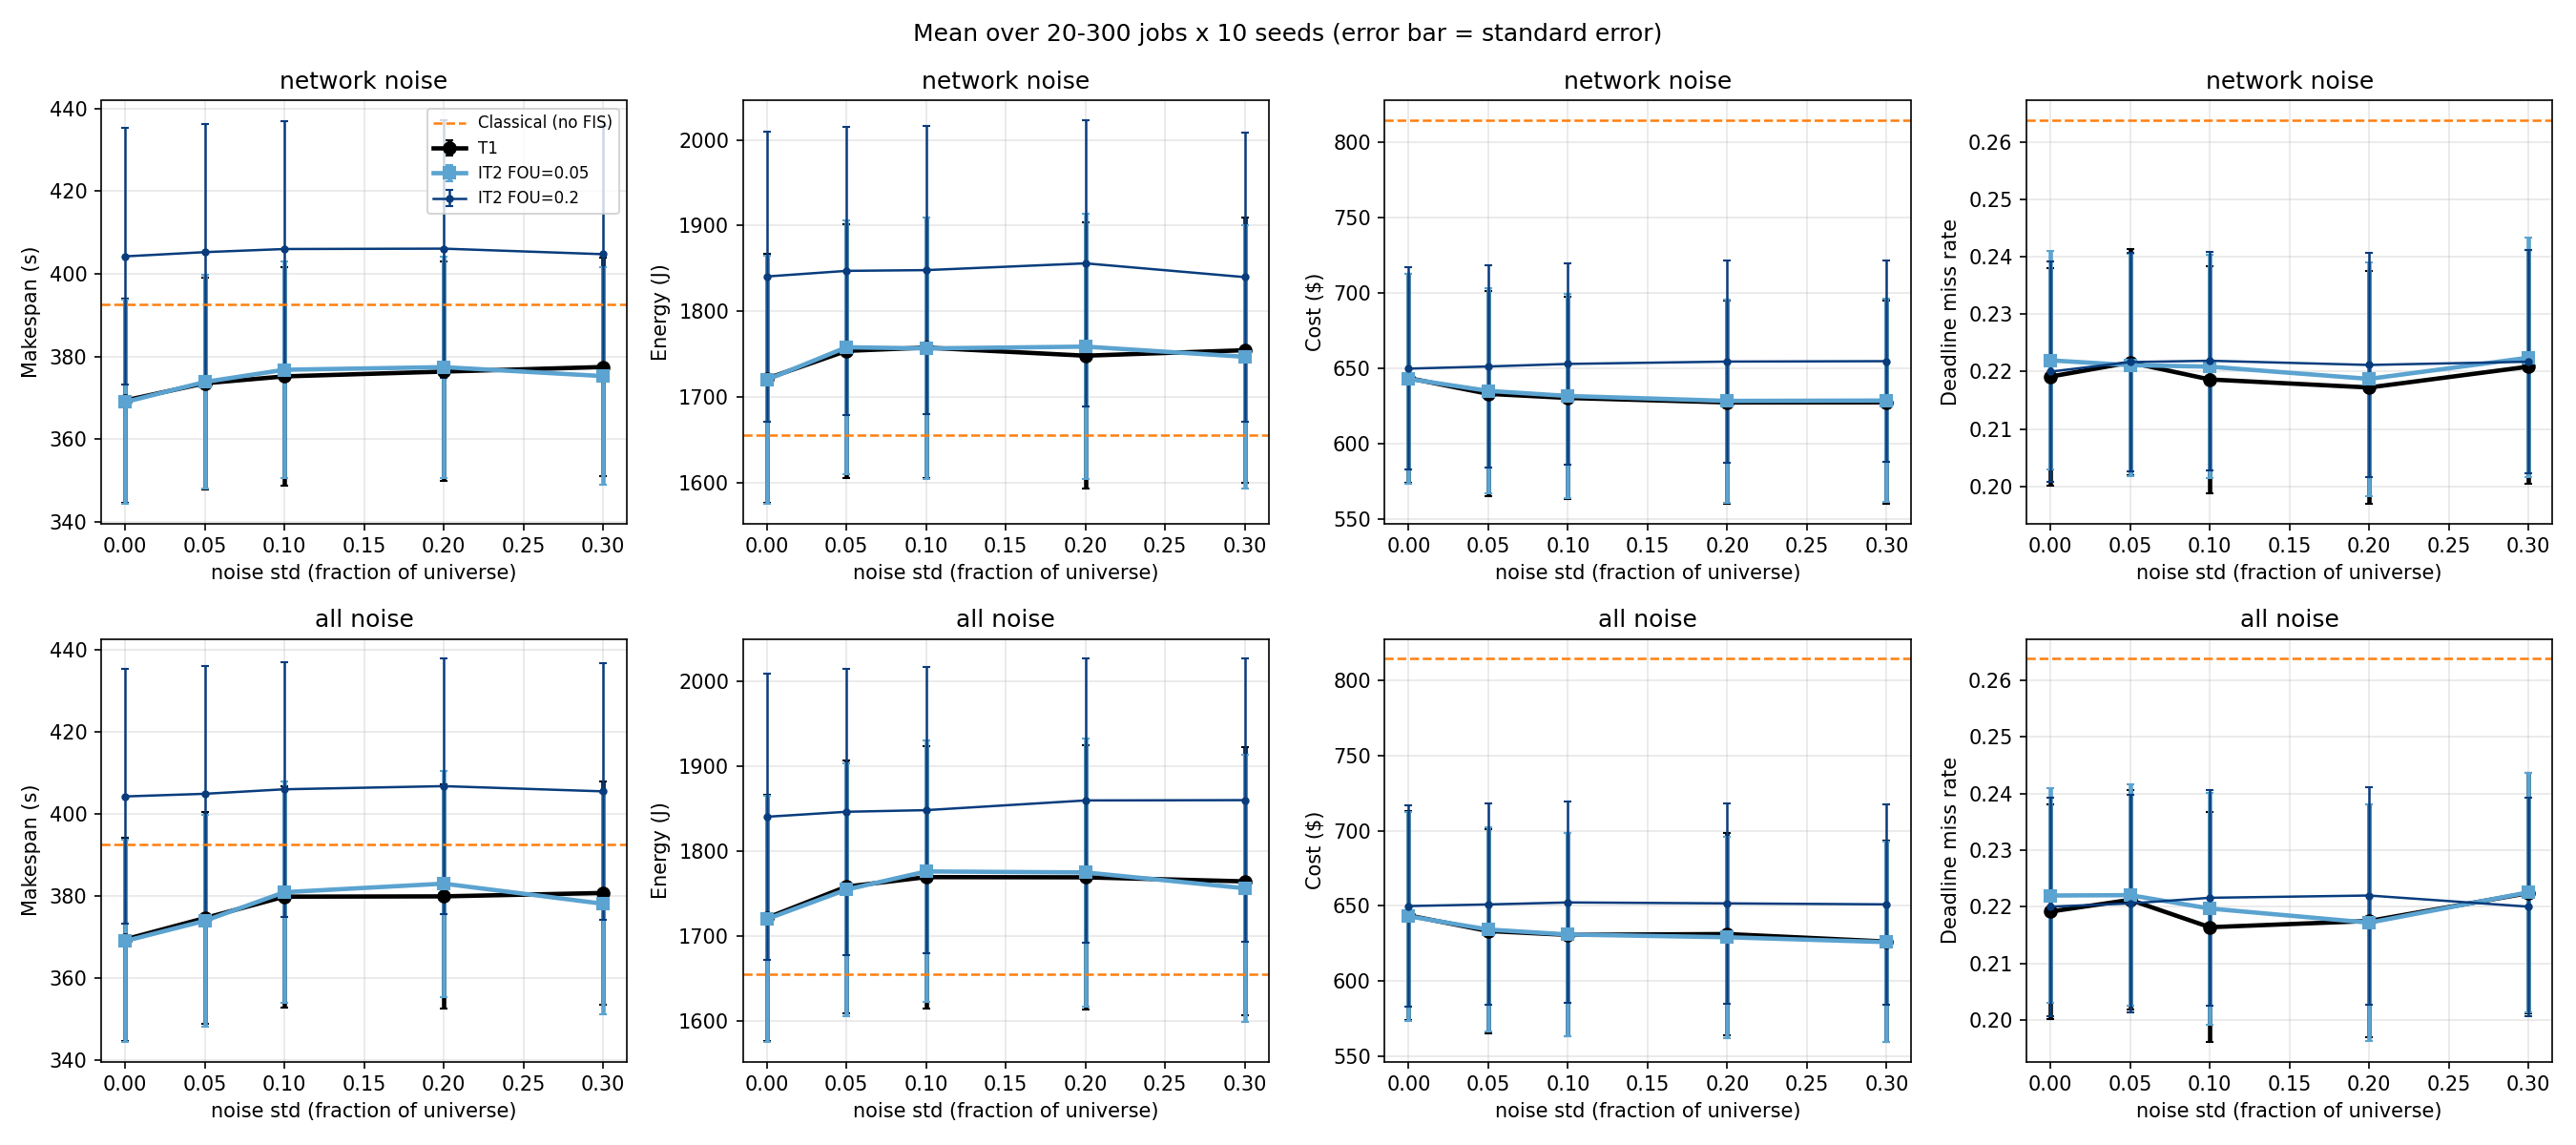 Mean over 20-300 jobs x 10 seeds (error bar = standard error)
network noise
440
420
400
380
360
340
Makespan (s)
Classical (no FIS)
T1
IT2 FOU=0.05
IT2 FOU=0.2
0.00 0.05 0.10 0.15 0.20 0.25 0.30
noise std (fraction of universe)
network noise
2000
1900
1800
1700
1600
Energy (J)
0.00 0.05 0.10 0.15 0.20 0.25 0.30
noise std (fraction of universe)
network noise
800
750
700
650
600
550
Cost ($)
0.00 0.05 0.10 0.15 0.20 0.25 0.30
noise std (fraction of universe)
network noise
0.26
0.25
0.24
0.23
0.22
0.21
0.20
Deadline miss rate
0.00 0.05 0.10 0.15 0.20 0.25 0.30
noise std (fraction of universe)
all noise
440
420
400
380
360
340
Makespan (s)
0.00 0.05 0.10 0.15 0.20 0.25 0.30
noise std (fraction of universe)
all noise
2000
1900
1800
1700
1600
Energy (J)
0.00 0.05 0.10 0.15 0.20 0.25 0.30
noise std (fraction of universe)
all noise
800
750
700
650
600
550
Cost ($)
0.00 0.05 0.10 0.15 0.20 0.25 0.30
noise std (fraction of universe)
all noise
0.26
0.25
0.24
0.23
0.22
0.21
0.20
Deadline miss rate
0.00 0.05 0.10 0.15 0.20 0.25 0.30
noise std (fraction of universe)